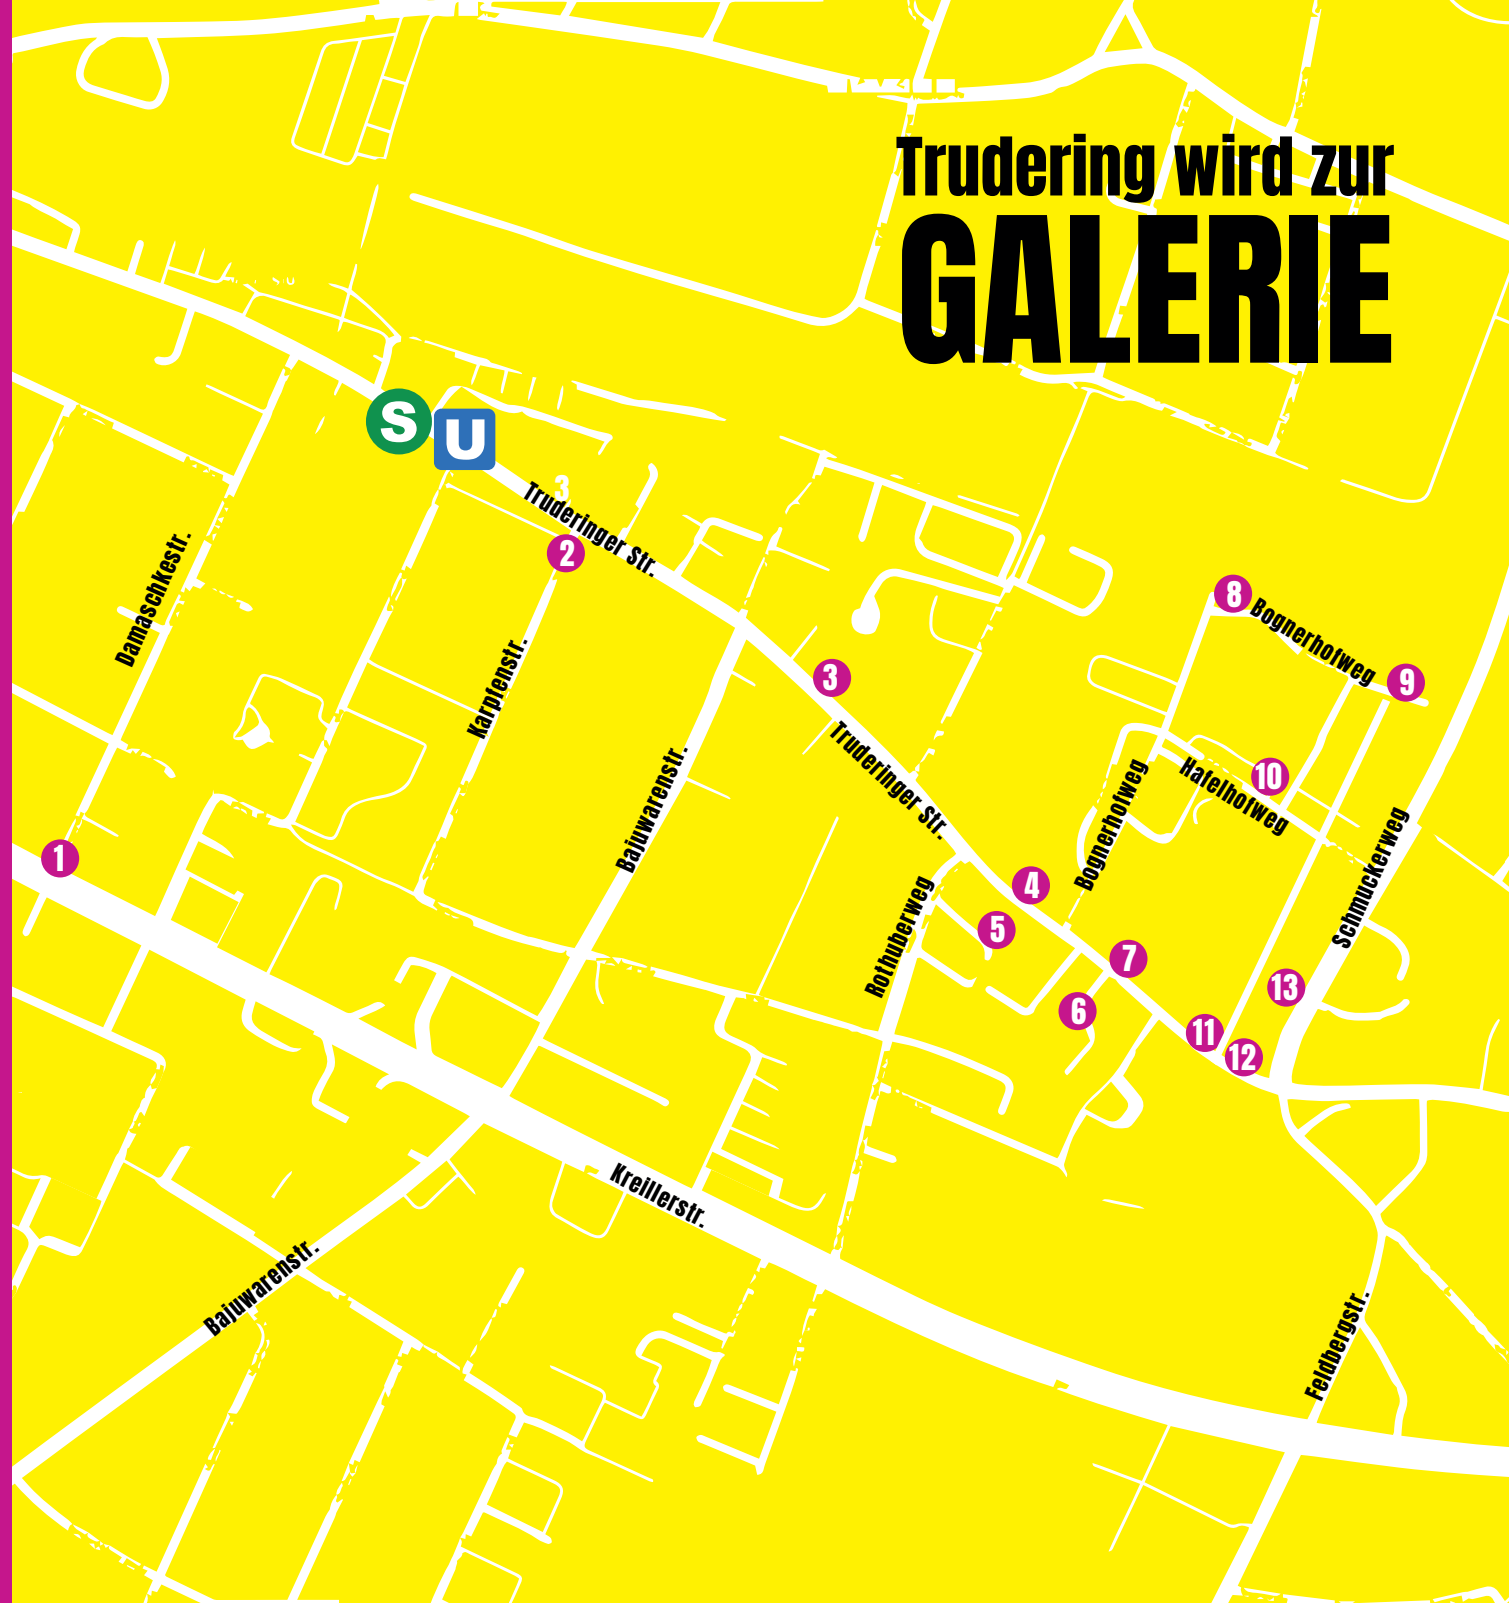 Trudering wird zur
GALERIE
S
U
3
Truderinger Str.
2
Damaschkestr.
Karpfenstr.
8
Bognerhofweg
9
3
Truderinger Str.
Bajuwarenstr.
Bognerhofweg
Hafelhofweg
10
Schmuckerweg
1
Rothuberweg
4
5
7
6
13
11
12
Kreillerstr.
Bajuwarenstr.
Feldbergstr.